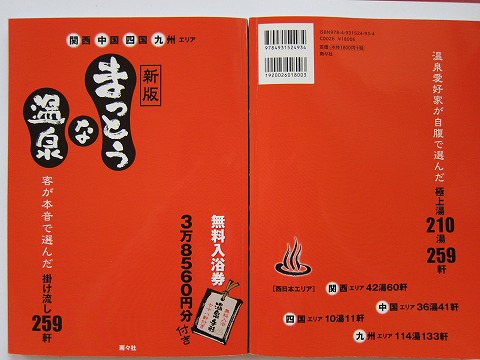 関西 中国 四国 九州 エリア
新版
まっとう
な
温泉
客が本音で選んだ 掛け流し259軒
無料入浴券
3万8560円分付き
温泉手形
南々社
ISBN978-4-931524-93-4
C0026 ¥1800E
定価:(本体1800円+税)
南々社
9784931524934
1920026018003
温泉愛好家が自腹で選んだ 極上湯210湯259軒
【西日本エリア】
関西エリア 42湯60軒
中国エリア 36湯41軒
四国エリア 10湯11軒
九州エリア 114湯133軒